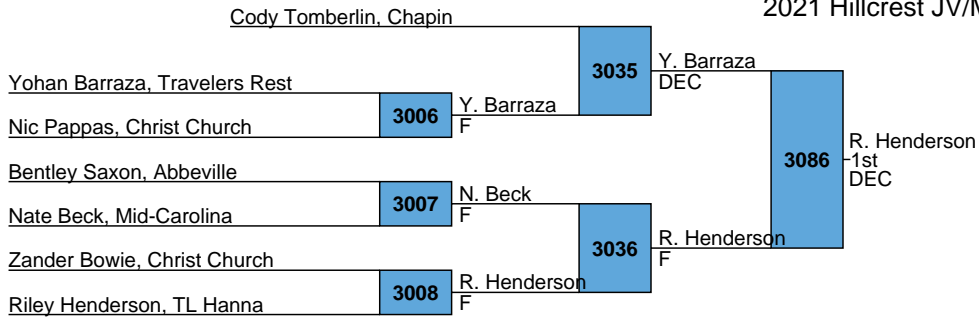 2021 Hillcrest JV/M
Cody Tomberlin, Chapin
3035
Y. Barraza
DEC
Yohan Barraza, Travelers Rest
3006
Y. Barraza
F
Nic Pappas, Christ Church
3086
R. Henderson
1st
DEC
Bentley Saxon, Abbeville
3007
N. Beck
F
Nate Beck, Mid-Carolina
3036
R. Henderson
F
Zander Bowie, Christ Church
3008
R. Henderson
F
Riley Henderson, TL Hanna